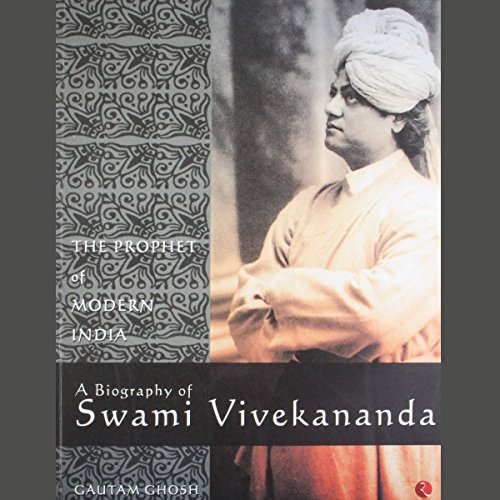 THE PROPHET
of
MODERN
INDIA
A Biography of
Swami Vivekananda
GAUTAM GHOSH